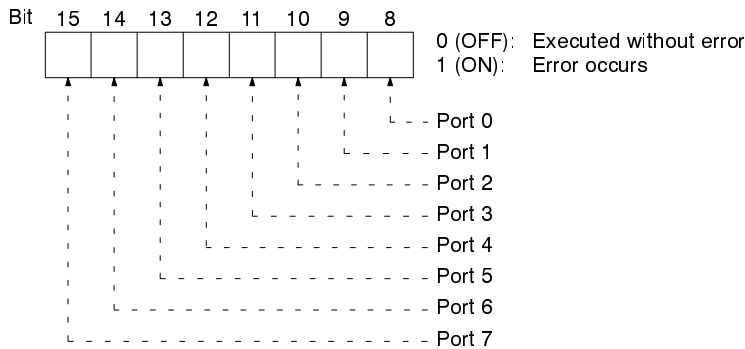 Bit 15 14 13 12 11 10 9 8
0 (OFF): Executed without error
1 (ON): Error occurs
Port 0
Port 1
Port 2
Port 3
Port 4
Port 5
Port 6
Port 7